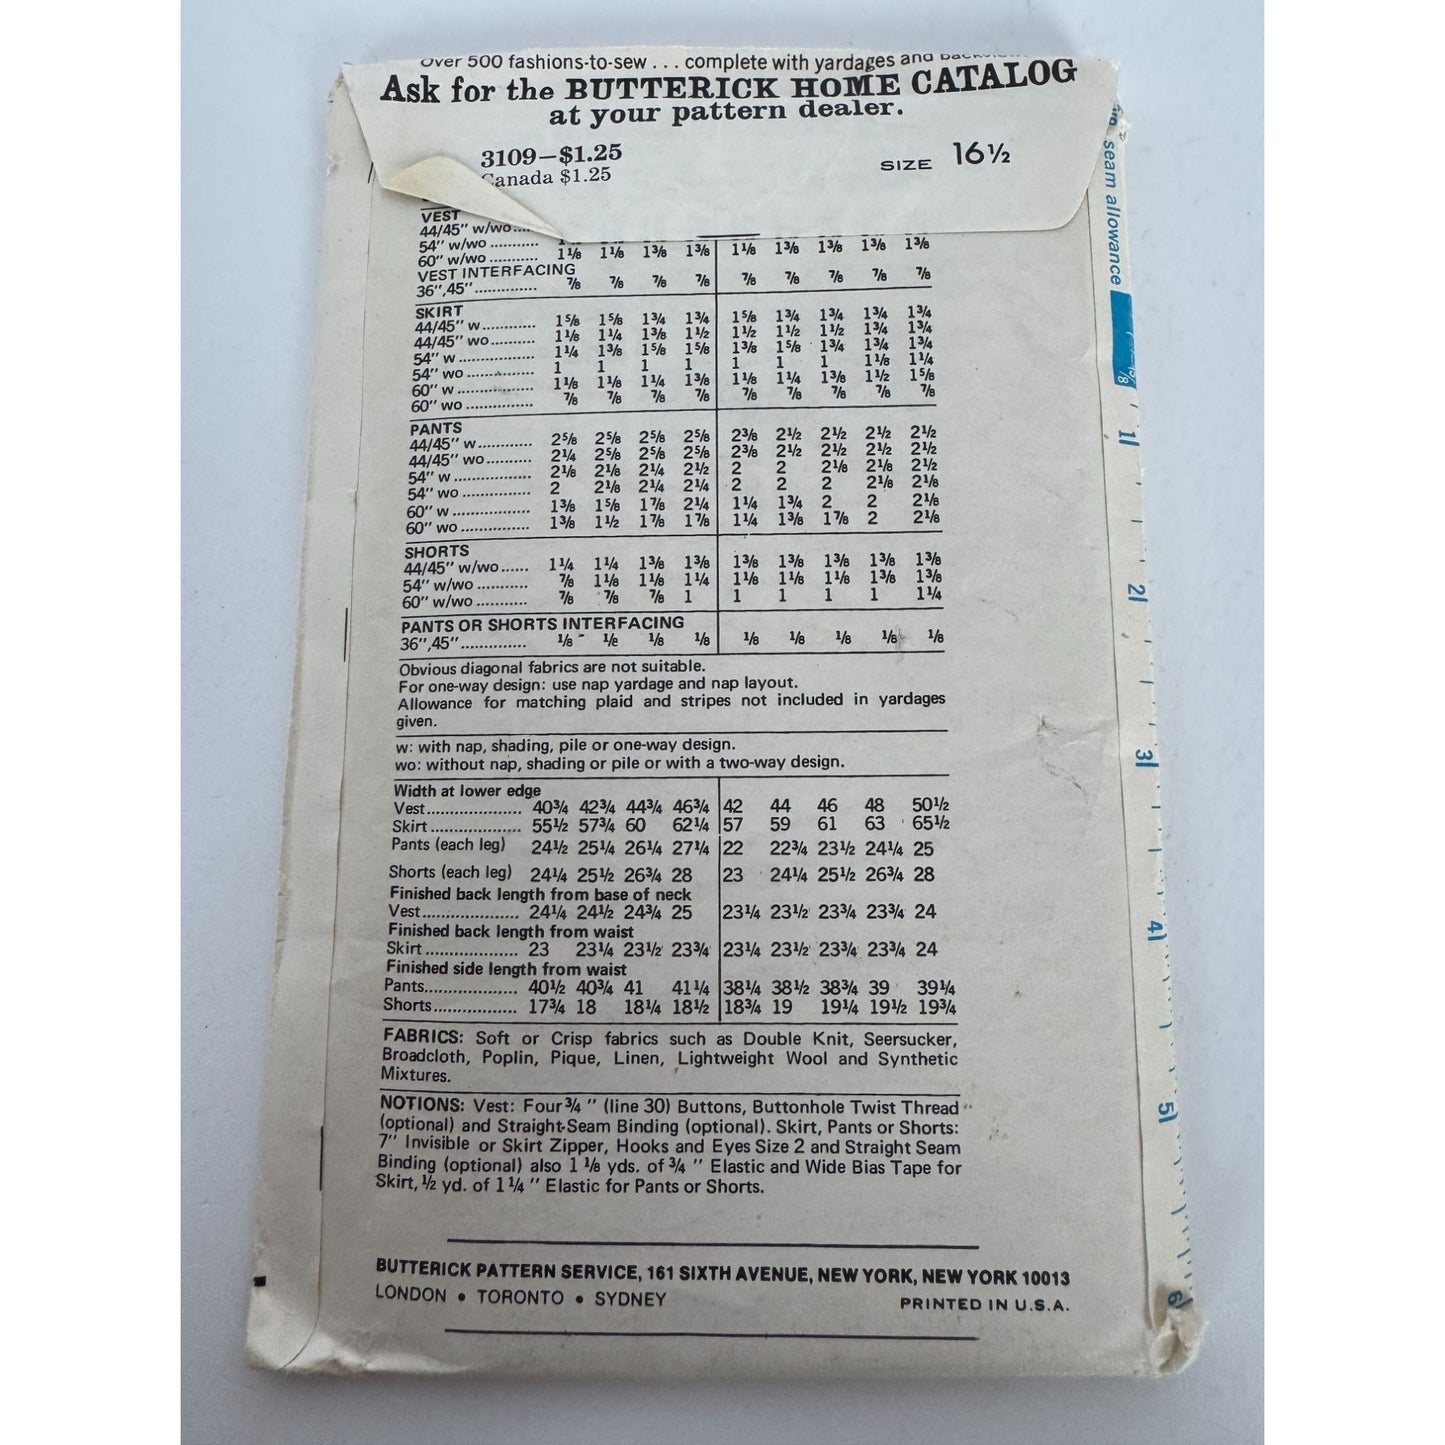 Over 500 fashions-to-sew . . . complete with yardages and
Ask for the BUTTERICK HOME CATALOG
at your pattern dealer.
3109–$1.25
Canada $1.25
SIZE 16½
VEST
44/45" w/wo....
54" w/wo ...........
60" w/wo ........... 1⅛ 1⅛ 1⅜ 1⅜ 1⅛ 1⅜ 1⅜ 1⅜ 1⅜
VEST INTERFACING
36",45".............. ⅞ ⅞ ⅞ ⅞ ⅞ ⅞ ⅞ ⅞ ⅞
SKIRT
44/45" w............ 1⅝ 1⅝ 1¾ 1¾ 1⅝ 1¾ 1¾ 1¾ 1¾
44/45" wo.......... 1⅛ 1¼ 1⅜ 1½ 1½ 1½ 1½ 1¾ 1¾
54" w ................ 1¼ 1⅜ 1⅝ 1⅝ 1⅜ 1⅝ 1¾ 1¾ 1¾
54" wo .............. 1 1 1 1 1 1 1 1⅛ 1¼
60" w ................ 1⅛ 1⅛ 1¼ 1⅜ 1⅛ 1¼ 1⅜ 1½ 1⅝
60" wo ............... ⅞ ⅞ ⅞ ⅞ ⅞ ⅞ ⅞ ⅞ ⅞
PANTS
44/45" w............ 2⅝ 2⅝ 2⅝ 2⅝ 2⅜ 2½ 2½ 2½ 2½
44/45" wo.......... 2¼ 2⅝ 2⅝ 2⅝ 2⅜ 2½ 2½ 2½ 2½
54" w ................. 2⅛ 2⅛ 2¼ 2½ 2 2 2⅛ 2⅛ 2½
54" wo ............... 2 2⅛ 2¼ 2¼ 2 2 2 2⅛ 2⅛
60" w ................. 1⅜ 1⅝ 1⅞ 2¼ 1¼ 1¾ 2 2 2⅛
60" wo ............... 1⅜ 1½ 1⅞ 1⅞ 1¼ 1⅜ 1⅞ 2 2⅛
SHORTS
44/45" w/wo...... 1¼ 1¼ 1⅜ 1⅜ 1⅜ 1⅜ 1⅜ 1⅜ 1⅜
54" w/wo ........... ⅞ 1⅛ 1⅛ 1¼ 1⅛ 1⅛ 1⅛ 1⅜ 1⅜
60" w/wo ........... ⅞ ⅞ ⅞ 1 1 1 1 1 1¼
PANTS OR SHORTS INTERFACING
36",45".............. ⅛ ⅛ ⅛ ⅛ ⅛ ⅛ ⅛ ⅛ ⅛
Obvious diagonal fabrics are not suitable.
For one-way design: use nap yardage and nap layout.
Allowance for matching plaid and stripes not included in yardages
given.
w: with nap, shading, pile or one-way design.
wo: without nap, shading or pile or with a two-way design.
Width at lower edge
Vest...................... 40¾ 42¾ 44¾ 46¾ 42 44 46 48 50½
Skirt ..................... 55½ 57¾ 60 62¼ 57 59 61 63 65½
Pants (each leg) 24½ 25¼ 26¼ 27¼ 22 22¾ 23½ 24¼ 25
Shorts (each leg) 24¼ 25½ 26¾ 28 23 24¼ 25½ 26¾ 28
Finished back length from base of neck
Vest...................... 24¼ 24½ 24¾ 25 23¼ 23½ 23¾ 23¾ 24
Finished back length from waist
Skirt ..................... 23 23¼ 23½ 23¾ 23¼ 23½ 23¾ 23¾ 24
Finished side length from waist
Pants..................... 40½ 40¾ 41 41¼ 38¼ 38½ 38¾ 39 39¼
Shorts................... 17¾ 18 18¼ 18½ 18¾ 19 19¼ 19½ 19¾
FABRICS: Soft or Crisp fabrics such as Double Knit, Seersucker,
Broadcloth, Poplin, Pique, Linen, Lightweight Wool and Synthetic
Mixtures.
NOTIONS: Vest: Four ¾ " (line 30) Buttons, Buttonhole Twist Thread
(optional) and Straight-Seam Binding (optional). Skirt, Pants or Shorts:
7" Invisible or Skirt Zipper, Hooks and Eyes Size 2 and Straight Seam
Binding (optional) also 1 ⅛ yds. of ¾ " Elastic and Wide Bias Tape for
Skirt, ½ yd. of 1 ¼ " Elastic for Pants or Shorts.
BUTTERICK PATTERN SERVICE, 161 SIXTH AVENUE, NEW YORK, NEW YORK 10013
LONDON • TORONTO • SYDNEY
PRINTED IN U.S.A.
seam allowance
⅝
1
2
3
4
5
6